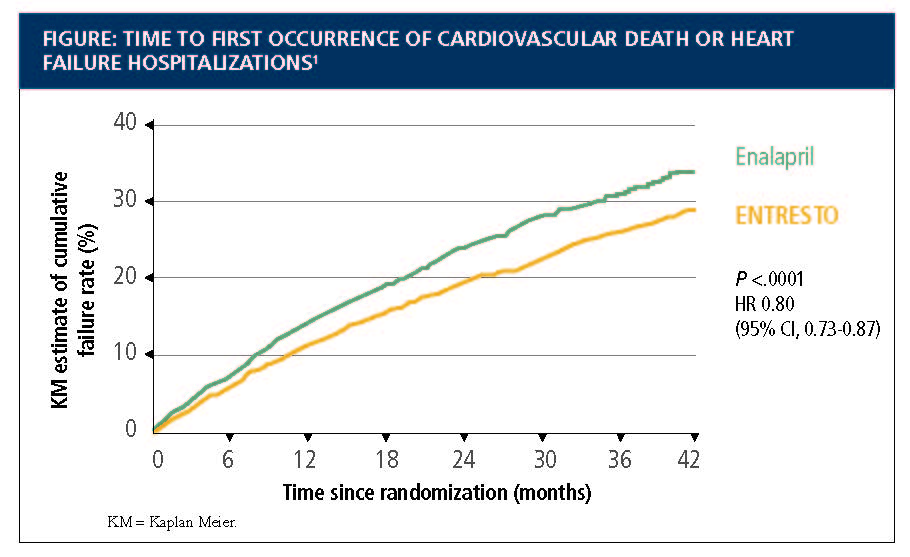 FIGURE: TIME TO FIRST OCCURRENCE OF CARDIOVASCULAR DEATH OR HEART
FAILURE HOSPITALIZATIONS¹
KM estimate of cumulative
failure rate (%)
40
30
20
10
0
0 6 12 18 24 30 36 42
Time since randomization (months)
Enalapril
ENTRESTO
P <.0001
HR 0.80
(95% CI, 0.73-0.87)
KM = Kaplan Meier.